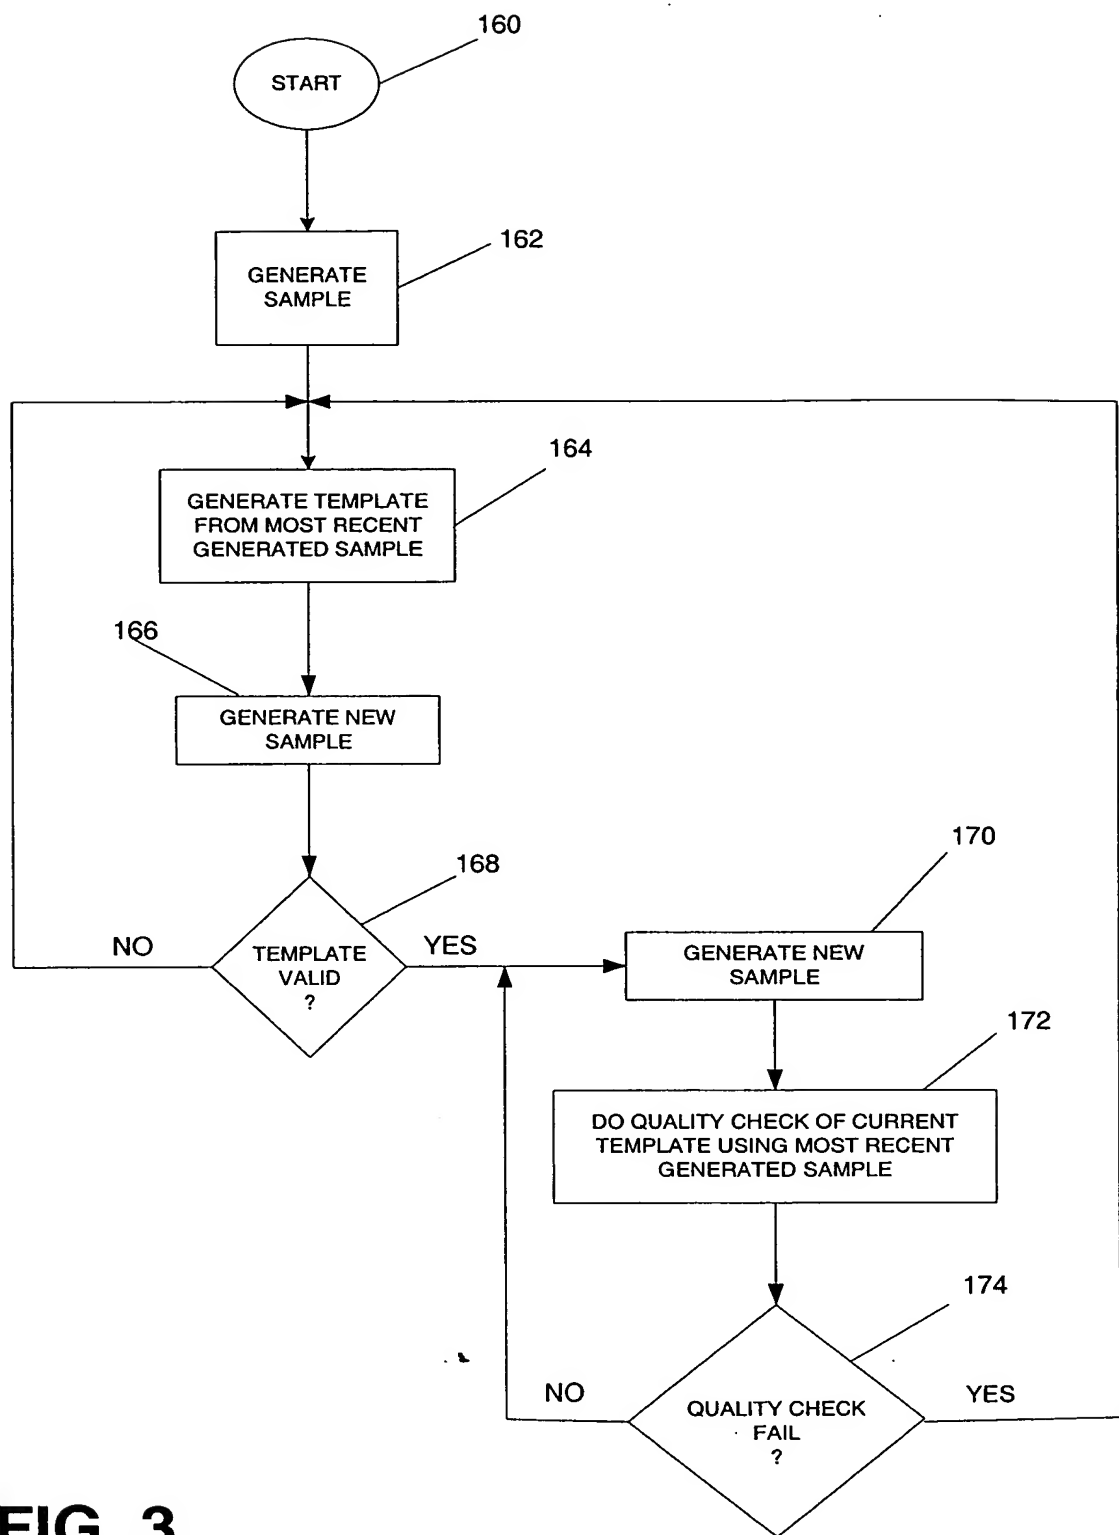 160
START
162
GENERATE
SAMPLE
164
GENERATE TEMPLATE
FROM MOST RECENT
GENERATED SAMPLE
166
GENERATE NEW
SAMPLE
168
NO
TEMPLATE
VALID
?
YES
170
GENERATE NEW
SAMPLE
172
DO QUALITY CHECK OF CURRENT
TEMPLATE USING MOST RECENT
GENERATED SAMPLE
174
NO
QUALITY CHECK
FAIL
?
YES
FIG. 3